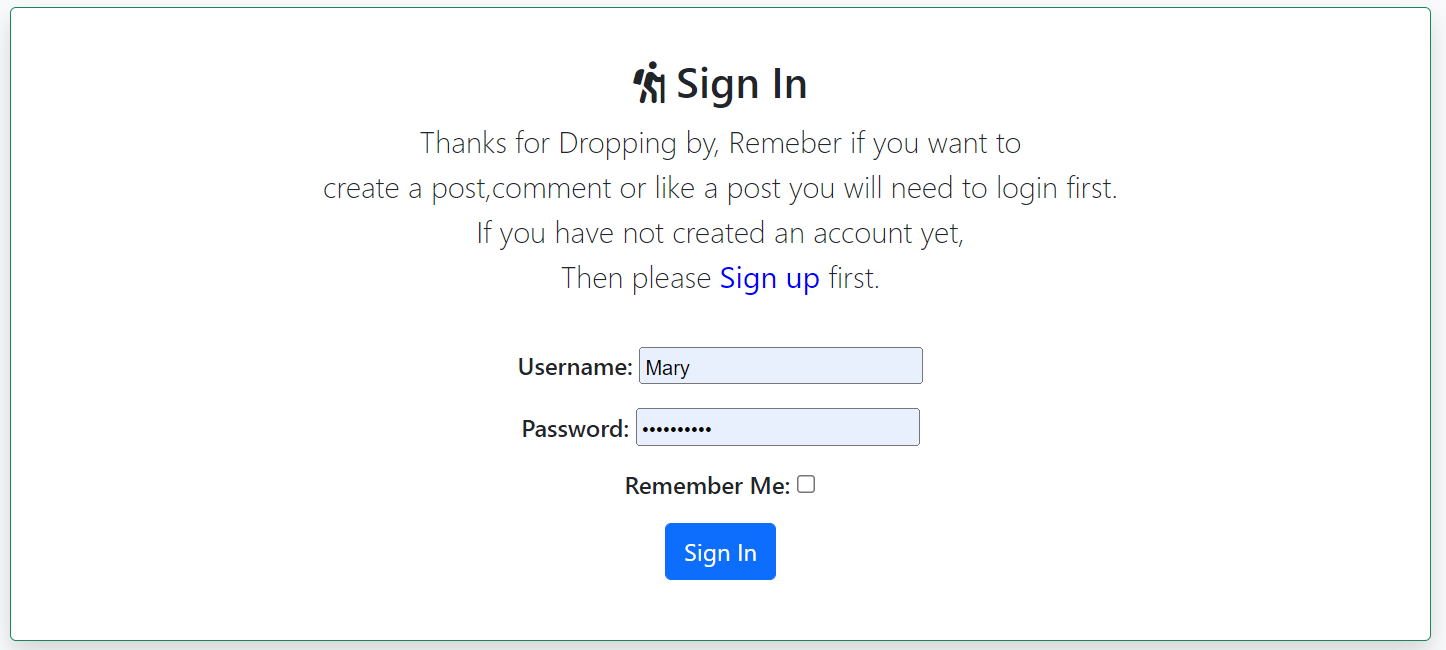 Sign In
Thanks for Dropping by, Remeber if you want to
create a post,comment or like a post you will need to login first.
If you have not created an account yet,
Then please Sign up first.
Username: Mary
Password: ••••••••••
Remember Me:
Sign In